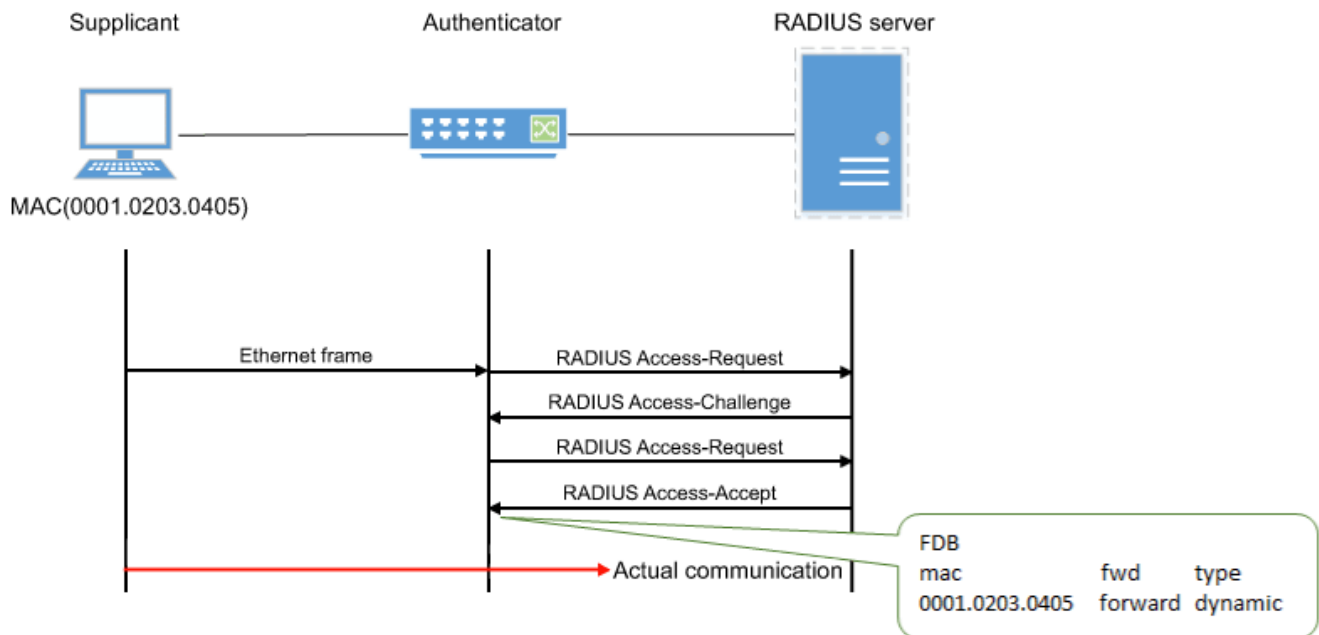 Supplicant
Authenticator
RADIUS server
MAC(0001.0203.0405)
Ethernet frame
RADIUS Access-Request
RADIUS Access-Challenge
RADIUS Access-Request
RADIUS Access-Accept
Actual communication
FDB
mac fwd type
0001.0203.0405 forward dynamic